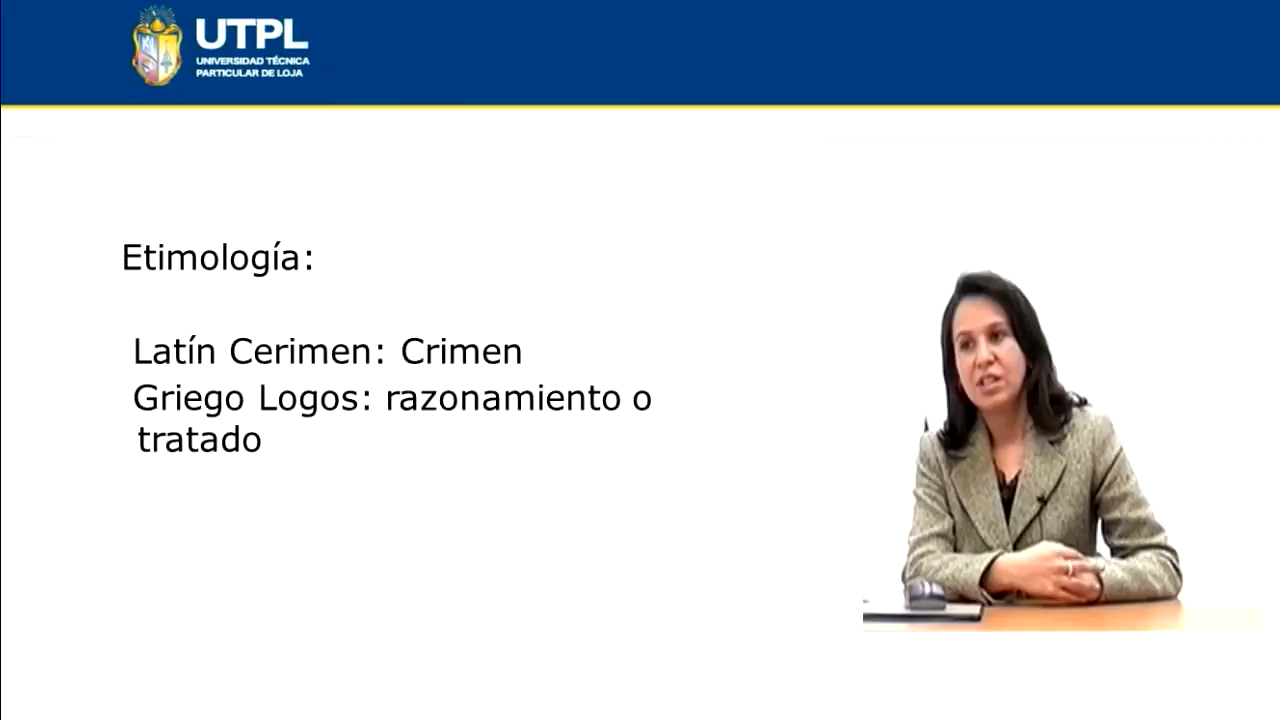 UTPL
UNIVERSIDAD TÉCNICA
PARTICULAR DE LOJA
Etimología:
Latín Cerimen: Crimen
Griego Logos: razonamiento o
tratado